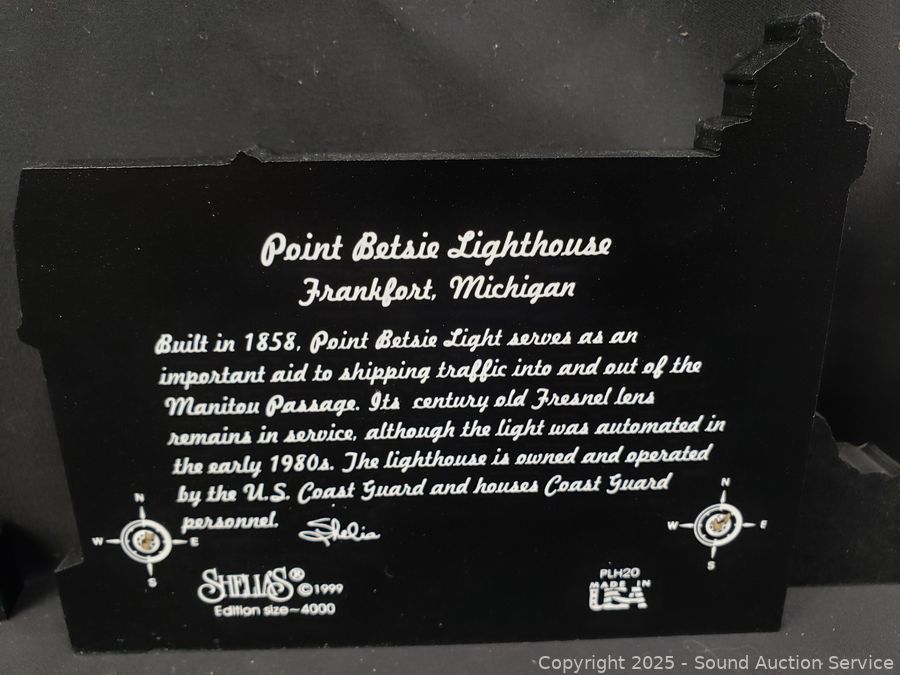 Point Betsie Lighthouse
Frankfort, Michigan
Built in 1858, Point Betsie Light serves as an
important aid to shipping traffic into and out of the
Manitou Passage. Its century old Fresnel lens
remains in service, although the light was automated in
the early 1980s. The lighthouse is owned and operated
by the U.S. Coast Guard and houses Coast Guard
personnel. Shelia
N
W E
S
N
W E
S
SHELIA'S® ©1999
Edition size-4000
PLH20
MADE IN
USA
Copyright 2025 - Sound Auction Service